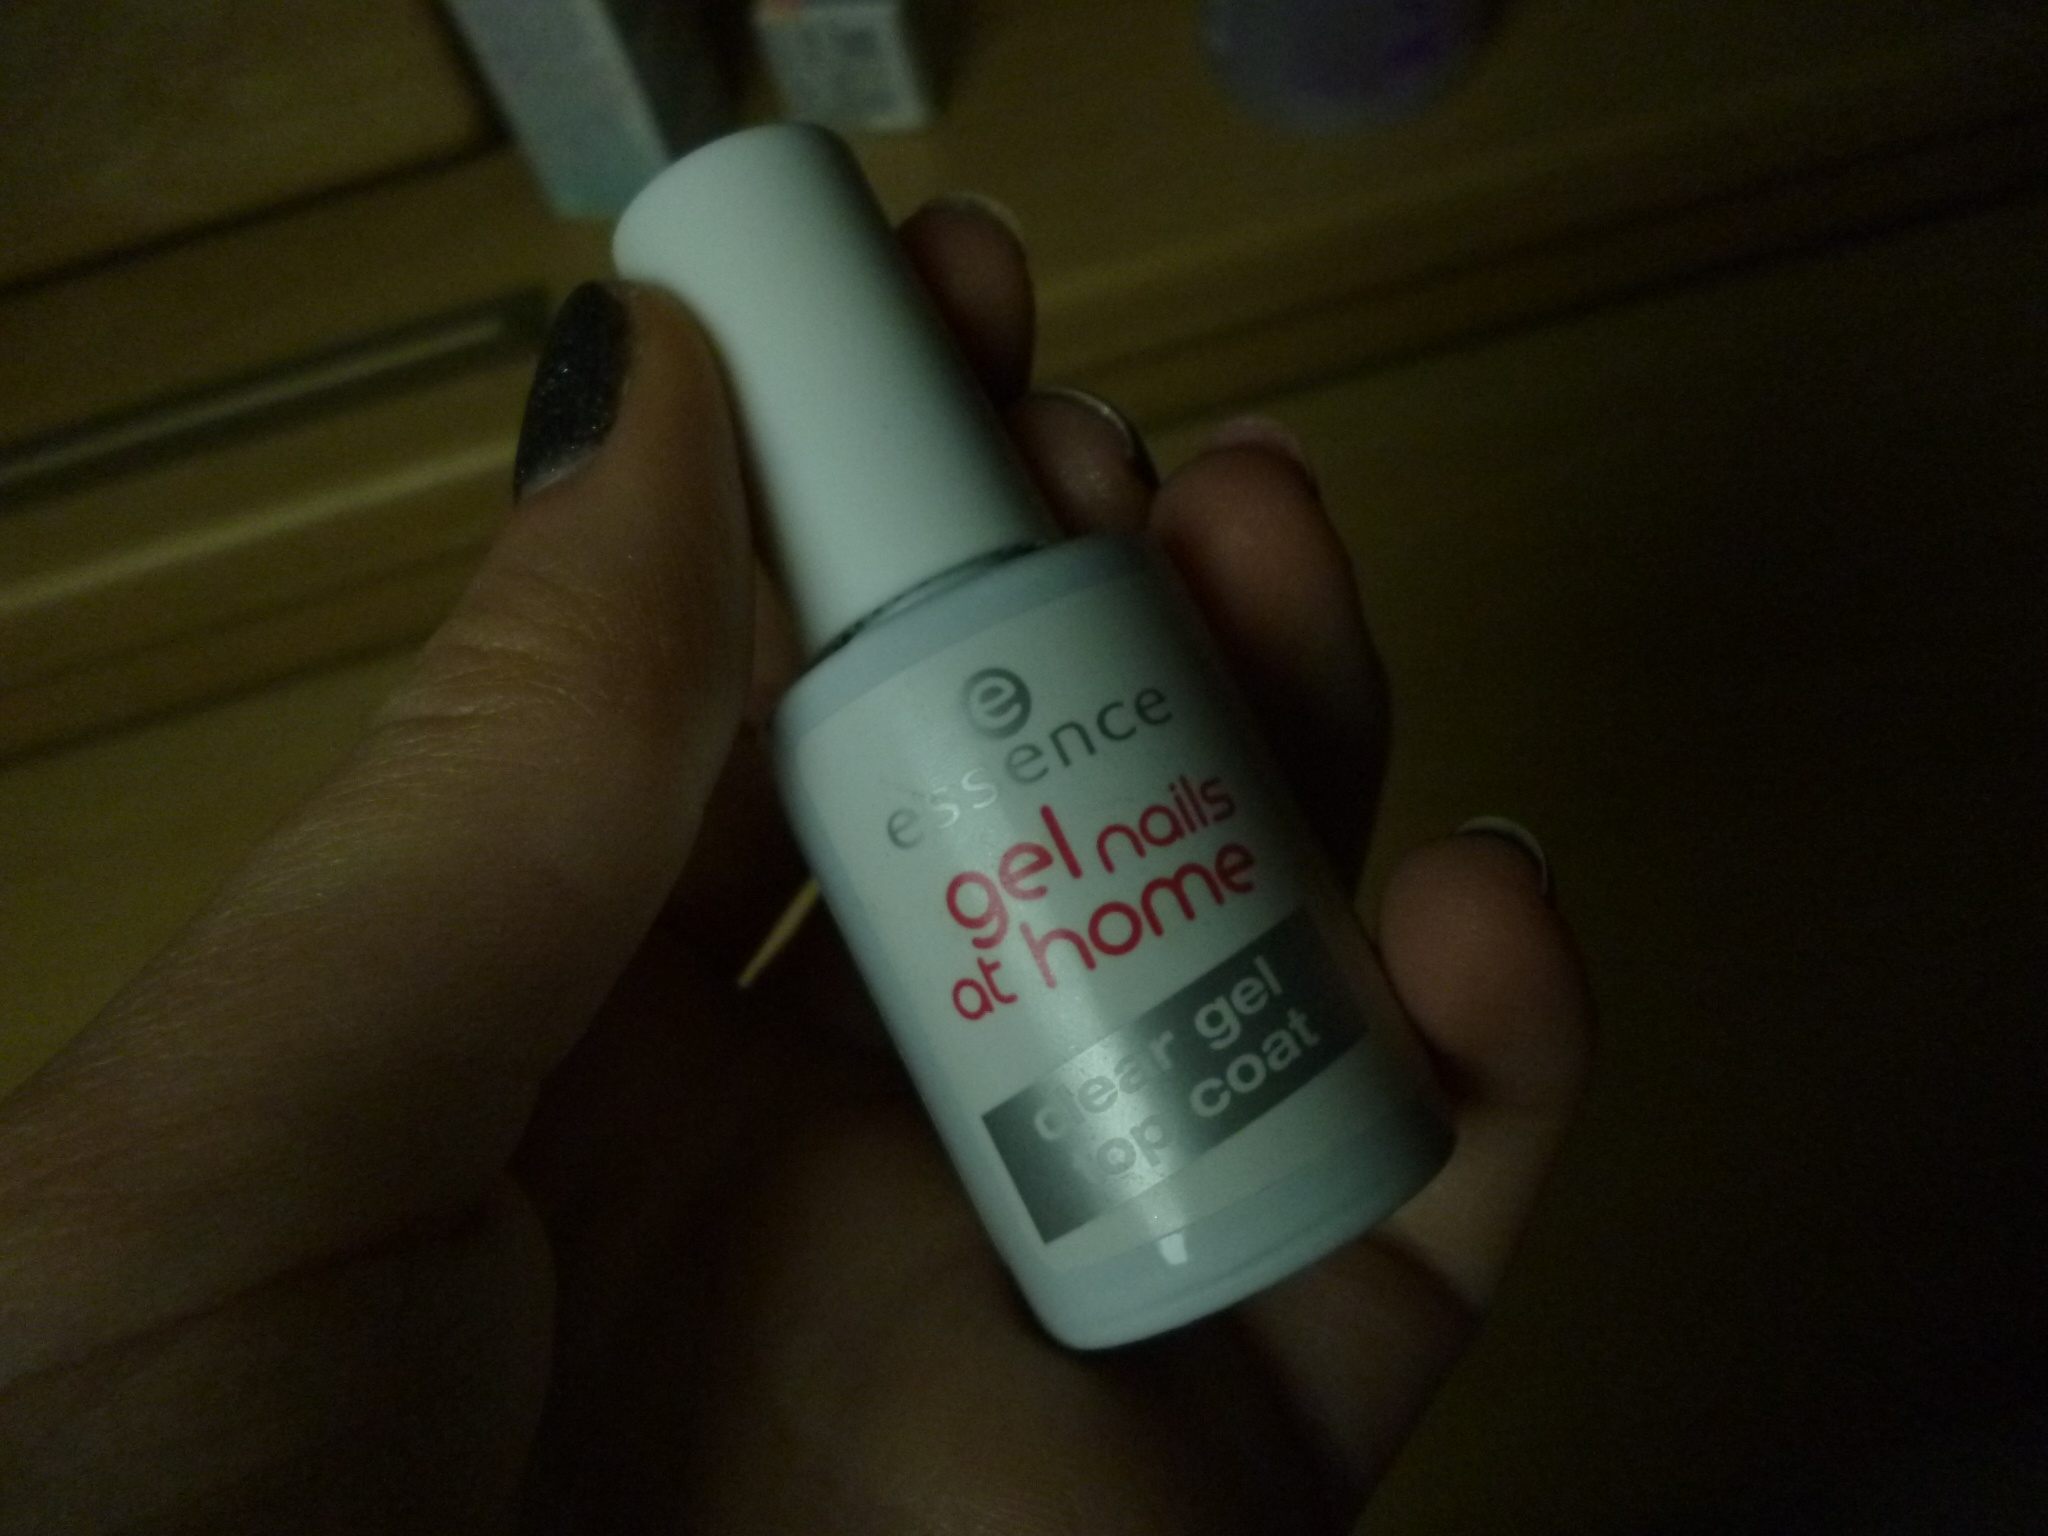 e
essence
gel nails
at home
clear gel
top coat